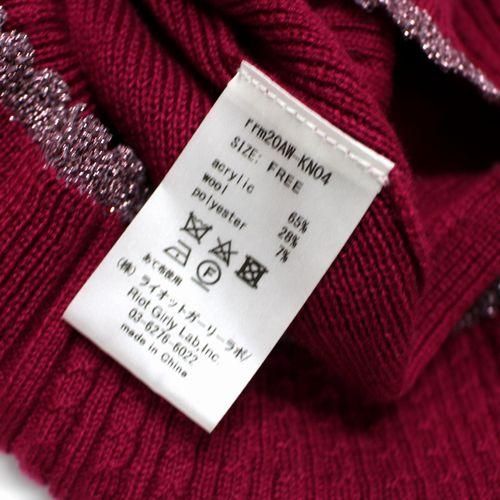 rrm20AW-KN04
SIZE: FREE
acrylic 65%
wool 28%
polyester 7%
あて布使用
(株) ライオットガーリーラボ/
Riot Girly Lab,Inc.
03-6276-6022
made in China